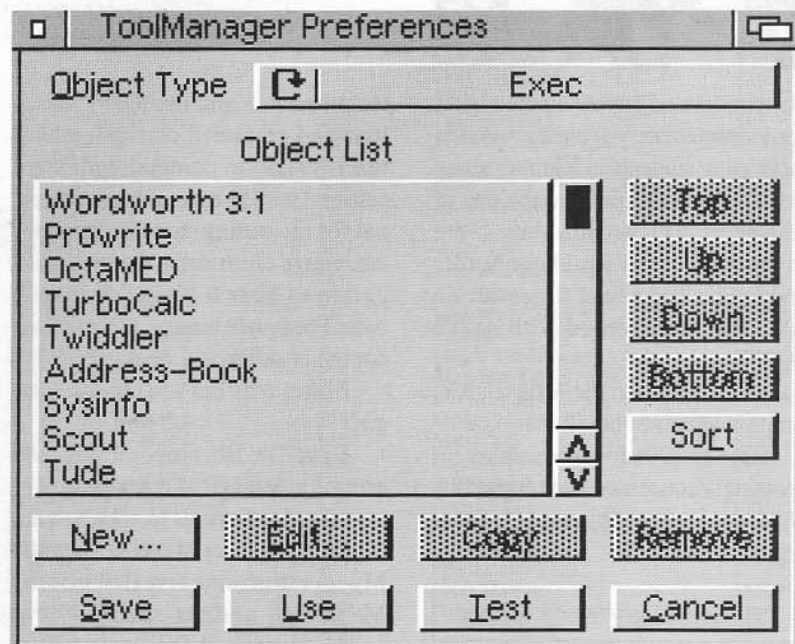 ToolManager Preferences
Object Type Exec
Object List
Wordworth 3.1
Prowrite
OctaMED
TurboCalc
Twiddler
Address-Book
Sysinfo
Scout
Tude
Top
Up
Down
Bottom
Sort
New... Edit... Copy Remove
Save Use Test Cancel